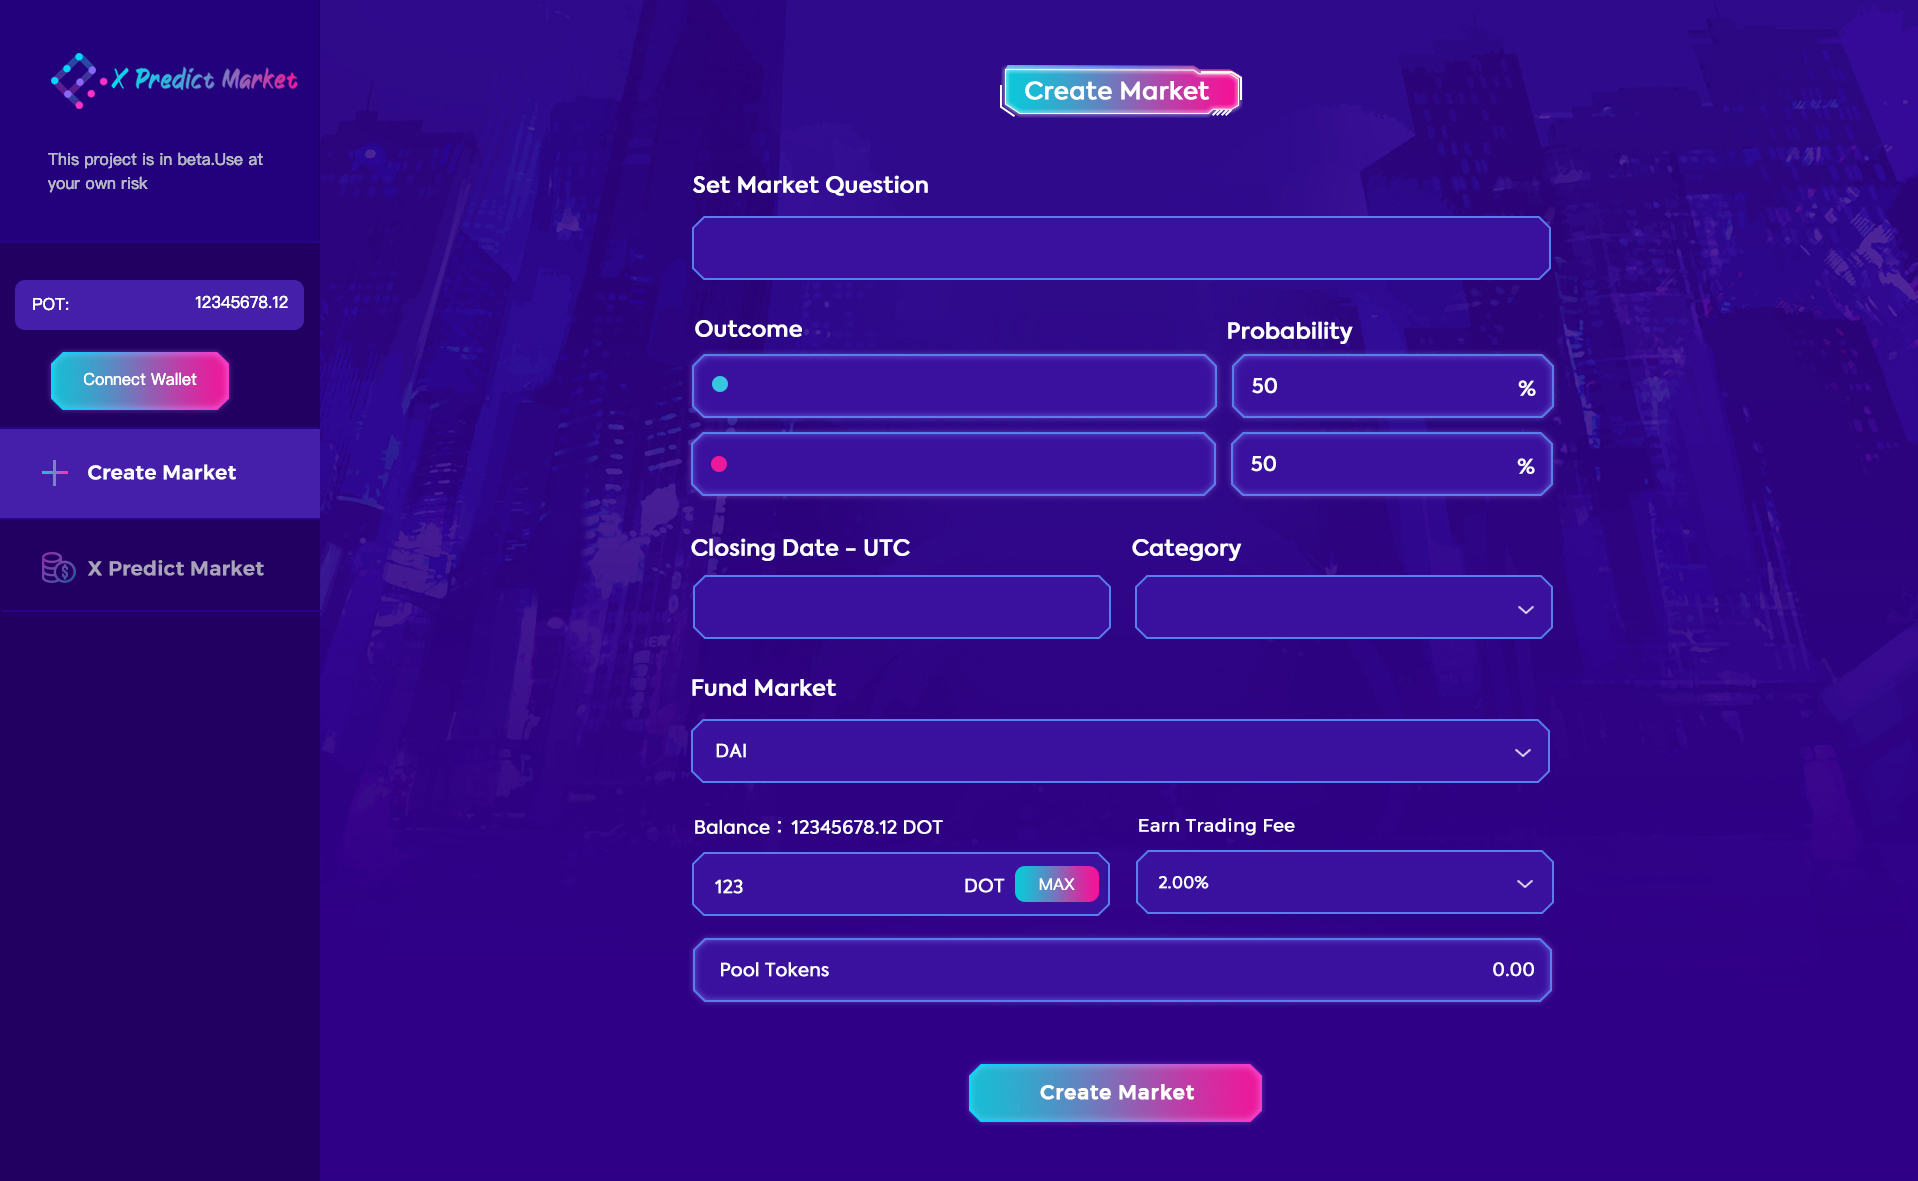 X Predict Market
This project is in beta.Use at
your own risk
POT: 12345678.12
Connect Wallet
Create Market
X Predict Market
Create Market
Set Market Question
Outcome
Probability
50 %
50 %
Closing Date - UTC
Category
Fund Market
DAI
Balance：12345678.12 DOT
Earn Trading Fee
123 DOT MAX
2.00%
Pool Tokens 0.00
Create Market